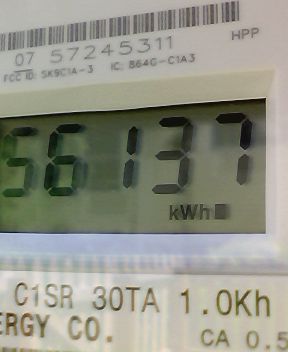 07 57245311
HPP
FCC ID: SK9C1A-3 IC: 864G-C1A3
56137
kWh
C1SR 30TA 1.0Kh
ERGY CO.
CA 0.5